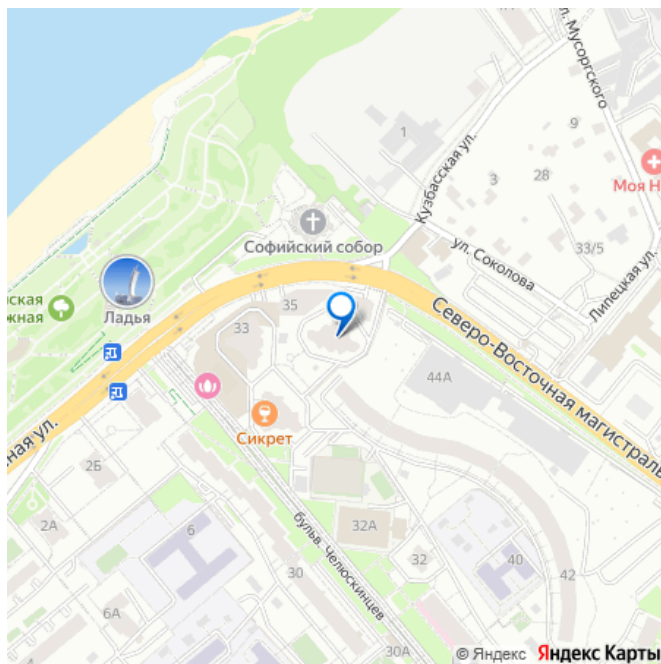 4А
ул. Мусоргского
9
1
Кузбасская ул.
3
28
Моя Н
Софийский собор
ул. Соколова
33/5
Липецкая ул.
нская
жная
Ладья
35
33
Северо-Восточная магистраль
44А
Сикрет
ная ул.
2Б
2А
6
32А
бульв. Челюскинцев
32
40
42
30
6А
30А
© Яндекс Яндекс Карты